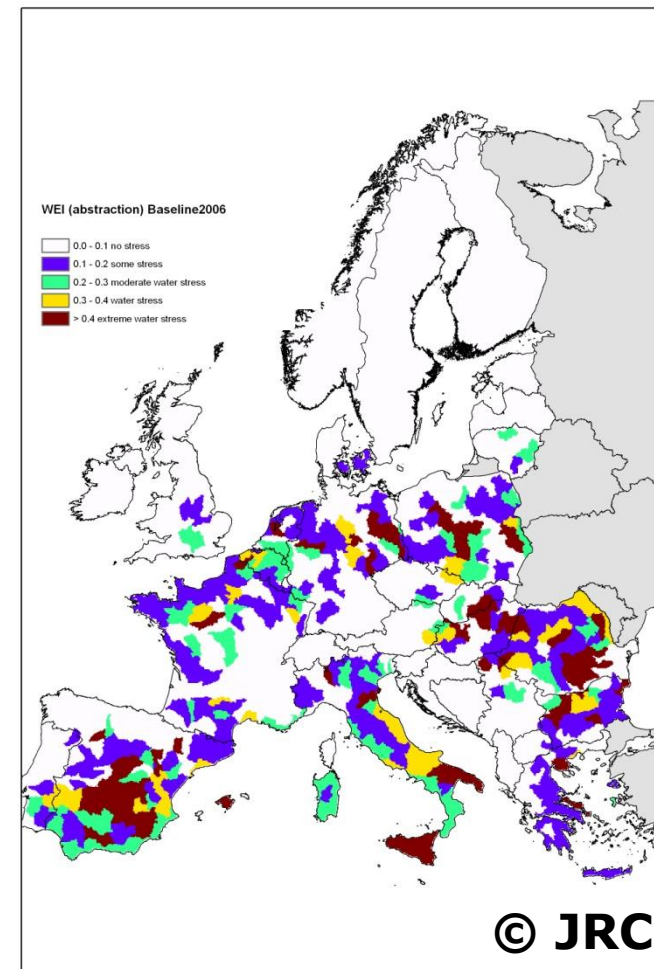 WEI (abstraction) Baseline2006
0.0 - 0.1 no stress
0.1 - 0.2 some stress
0.2 - 0.3 moderate water stress
0.3 - 0.4 water stress
> 0.4 extreme water stress
© JRC